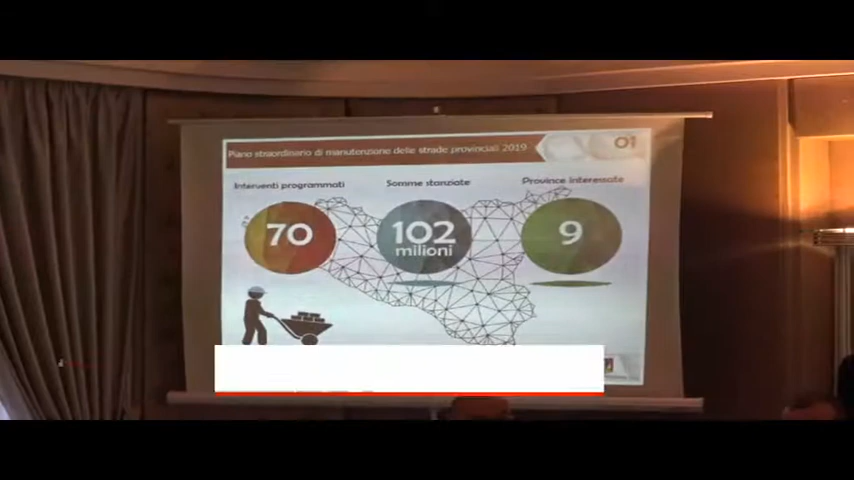 Piano straordinario di manutenzione delle strade provinciali 2019
01
Interventi programmati
Somme stanziate
Province interessate
70
102
milioni
9